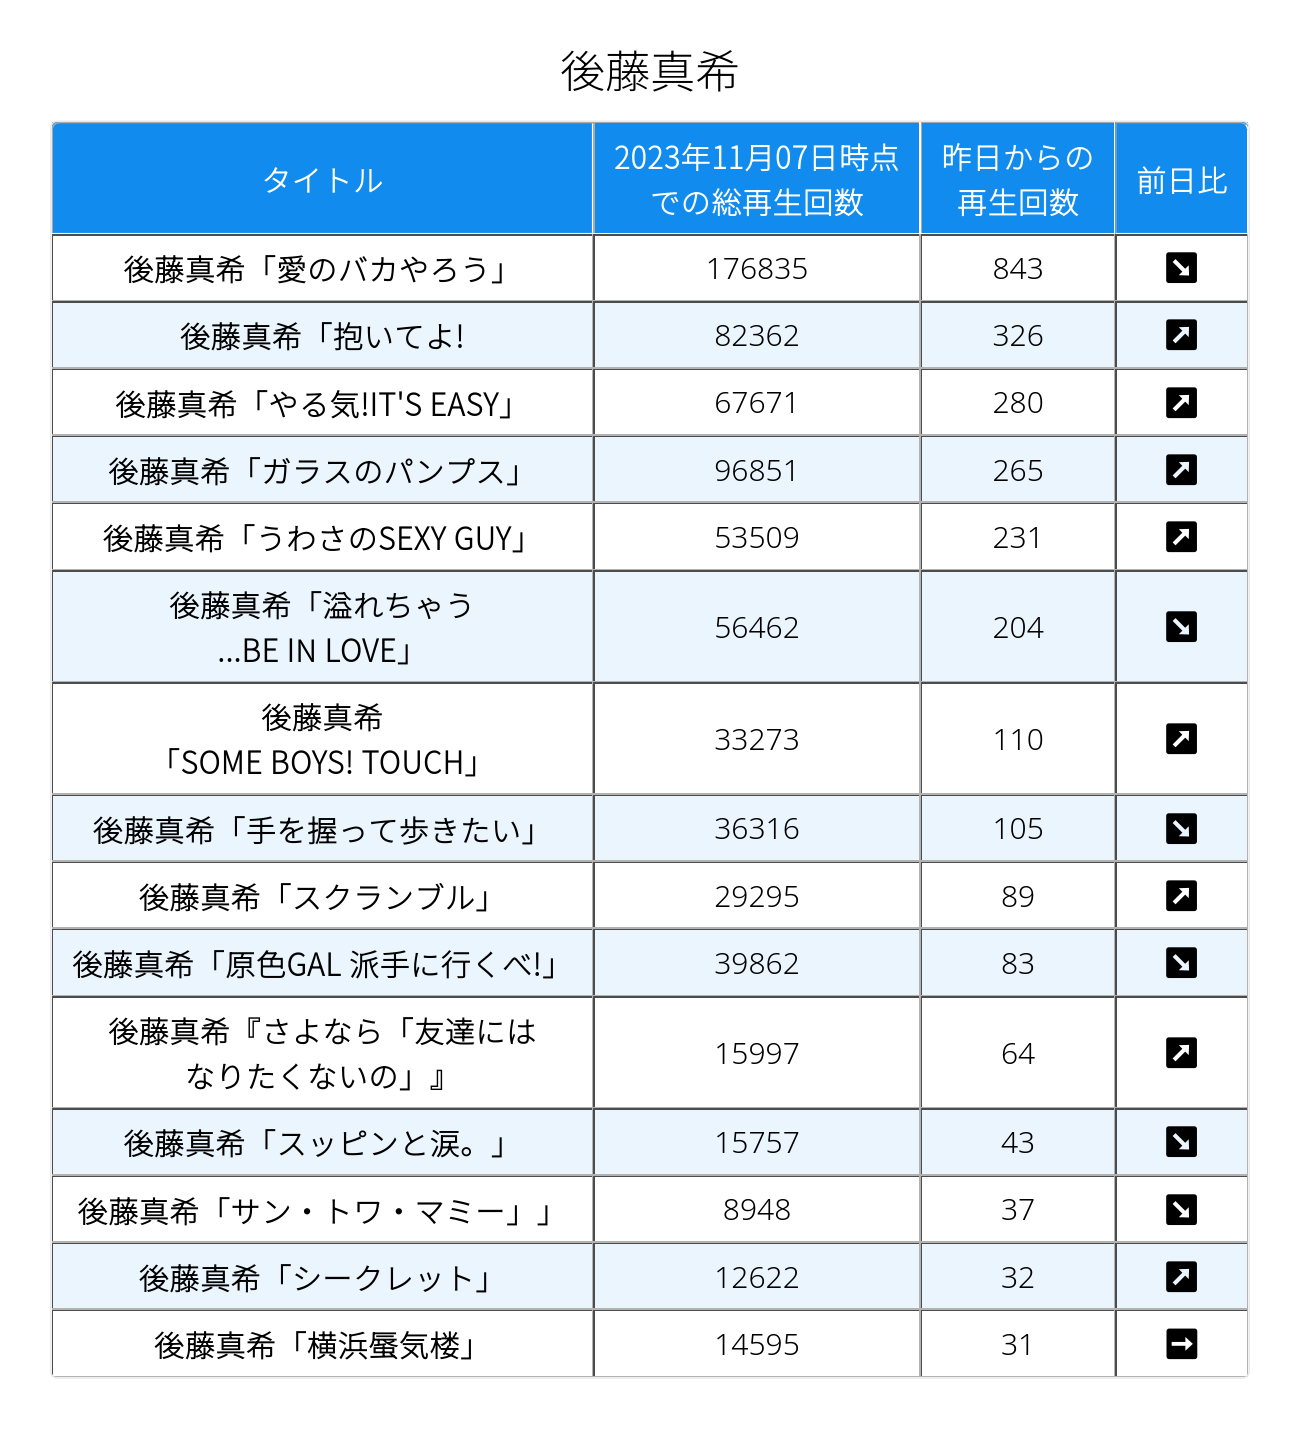 後藤真希
タイトル
2023年11月07日時点
での総再生回数
昨日からの
再生回数
前日比
後藤真希「愛のバカやろう」 176835 843
後藤真希「抱いてよ! 82362 326
後藤真希「やる気!IT'S EASY」 67671 280
後藤真希「ガラスのパンプス」 96851 265
後藤真希「うわさのSEXY GUY」 53509 231
後藤真希「溢れちゃう
...BE IN LOVE」 56462 204
後藤真希
「SOME BOYS! TOUCH」 33273 110
後藤真希「手を握って歩きたい」 36316 105
後藤真希「スクランブル」 29295 89
後藤真希「原色GAL 派手に行くべ!」 39862 83
後藤真希『さよなら「友達には
なりたくないの」』 15997 64
後藤真希「スッピンと涙。」 15757 43
後藤真希「サン・トワ・マミー」」 8948 37
後藤真希「シークレット」 12622 32
後藤真希「横浜蜃気楼」 14595 31